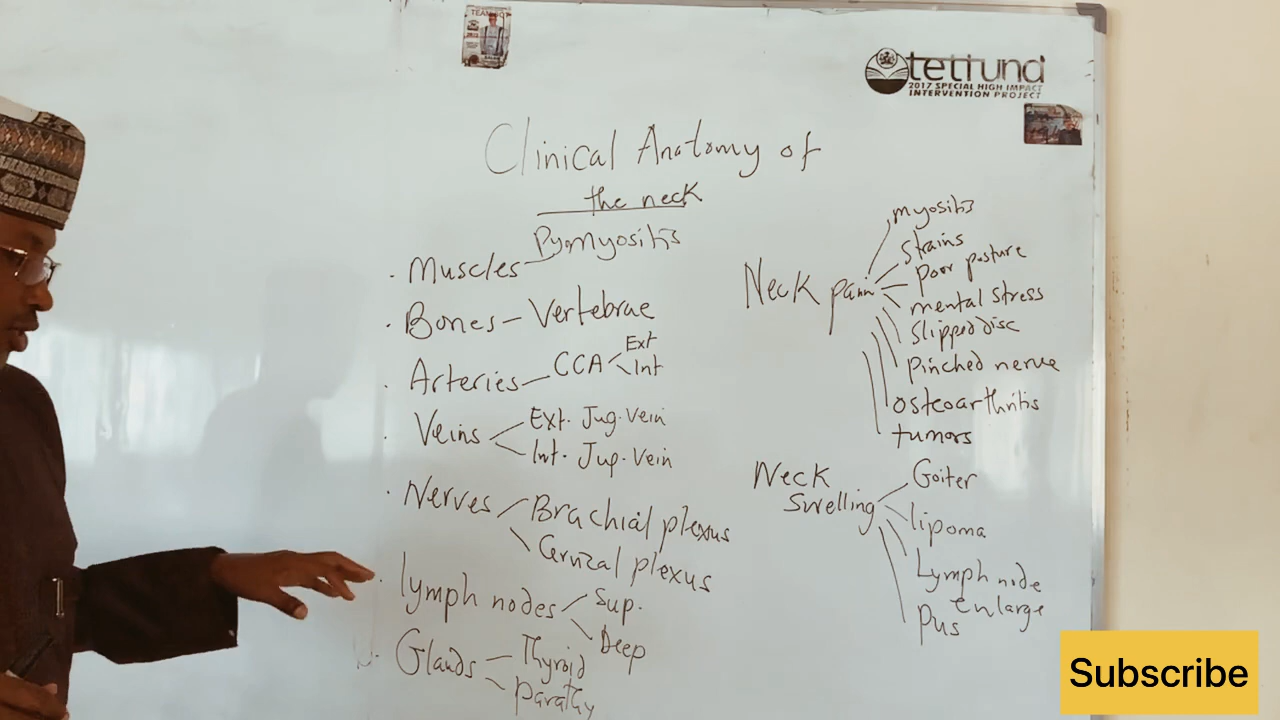 tetfund
2017 SPECIAL HIGH IMPACT
INTERVENTION PROJECT
Clinical Anatomy of
the neck
Pyomyositis
. Muscles
. Bones - Vertebrae
. Arteries - CCA < Ext
Int
. Veins < Ext. Jug. Vein
Int. Jug. Vein
. Nerves < Brachial plexus
Cervical plexus
. lymph nodes < Sup.
Deep
. Glands - Thyroid
parathy
Neck pain
myositis
Strains
Poor posture
mental stress
Slipped disc
Pinched nerve
osteoarthritis
tumors
Neck
Swelling
Goiter
lipoma
Lymph node
enlarge
Pus
Subscribe